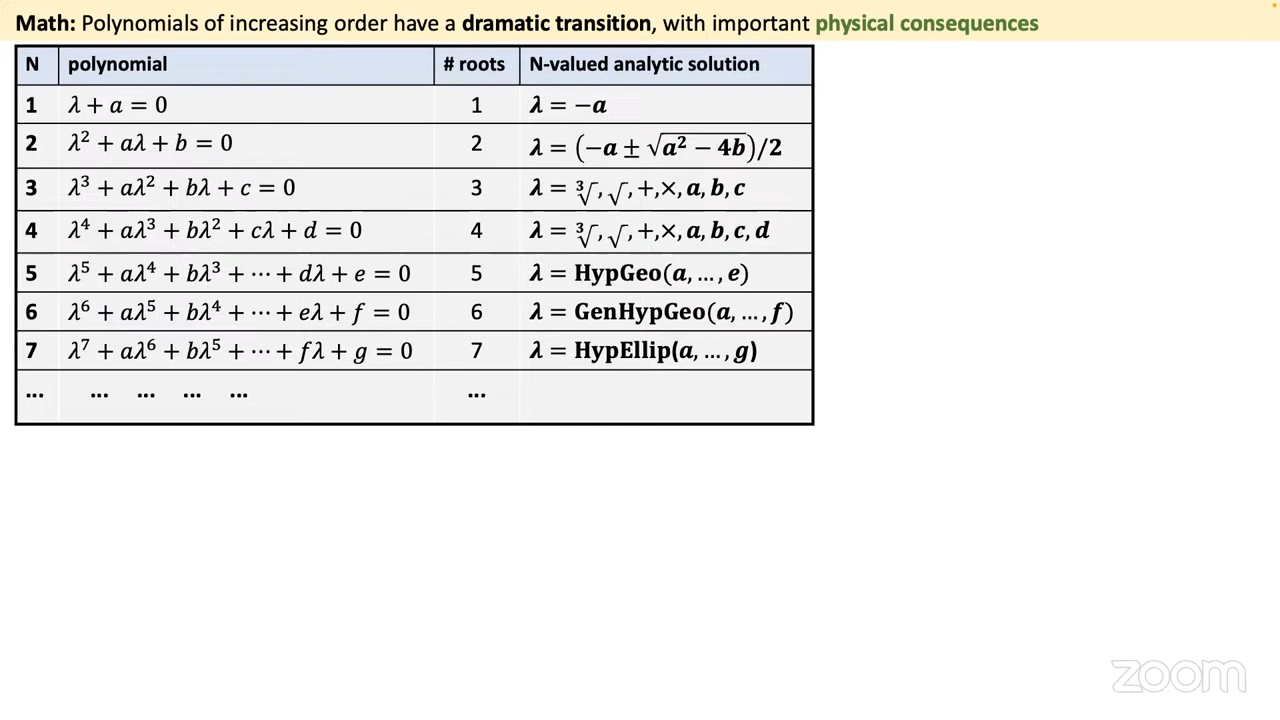 Math: Polynomials of increasing order have a dramatic transition, with important physical consequences
N polynomial # roots N-valued analytic solution
1 λ + a = 0 1 λ = −a
2 λ² + aλ + b = 0 2 λ = (−a ± √(a² − 4b))/2
3 λ³ + aλ² + bλ + c = 0 3 λ = ∛, √, +,×, a, b, c
4 λ⁴ + aλ³ + bλ² + cλ + d = 0 4 λ = ∛, √, +,×, a, b, c, d
5 λ⁵ + aλ⁴ + bλ³ + ⋯ + dλ + e = 0 5 λ = HypGeo(a, …, e)
6 λ⁶ + aλ⁵ + bλ⁴ + ⋯ + eλ + f = 0 6 λ = GenHypGeo(a, …, f)
7 λ⁷ + aλ⁶ + bλ⁵ + ⋯ + fλ + g = 0 7 λ = HypEllip(a, …, g)
... ... ... ... ... ...
zoom